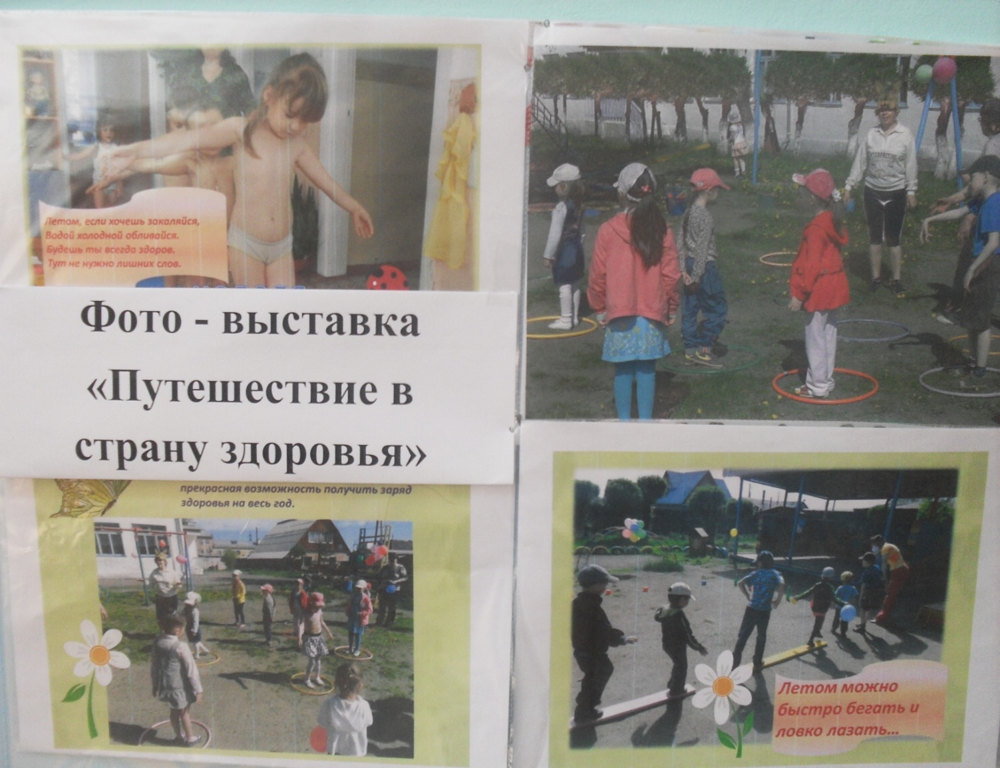 Летом, если хочешь закаляйся,
Водой холодной обливайся.
Будешь ты всегда здоров.
Тут не нужно лишних слов.
Фото - выставка
«Путешествие в
страну здоровья»
прекрасная возможность получить заряд
здоровья на весь год.
Летом можно
быстро бегать и
ловко лазать...